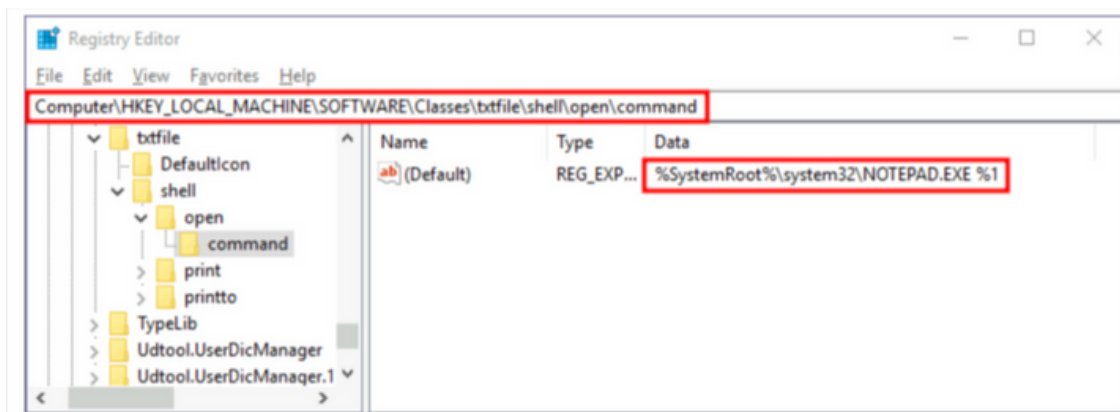 Registry Editor
File Edit View Favorites Help
Computer\HKEY_LOCAL_MACHINE\SOFTWARE\Classes\txtfile\shell\open\command
txtfile
DefaultIcon
shell
open
command
print
printto
TypeLib
Udtool.UserDicManager
Udtool.UserDicManager.1
Name Type Data
ab (Default) REG_EXP... %SystemRoot%\system32\NOTEPAD.EXE %1